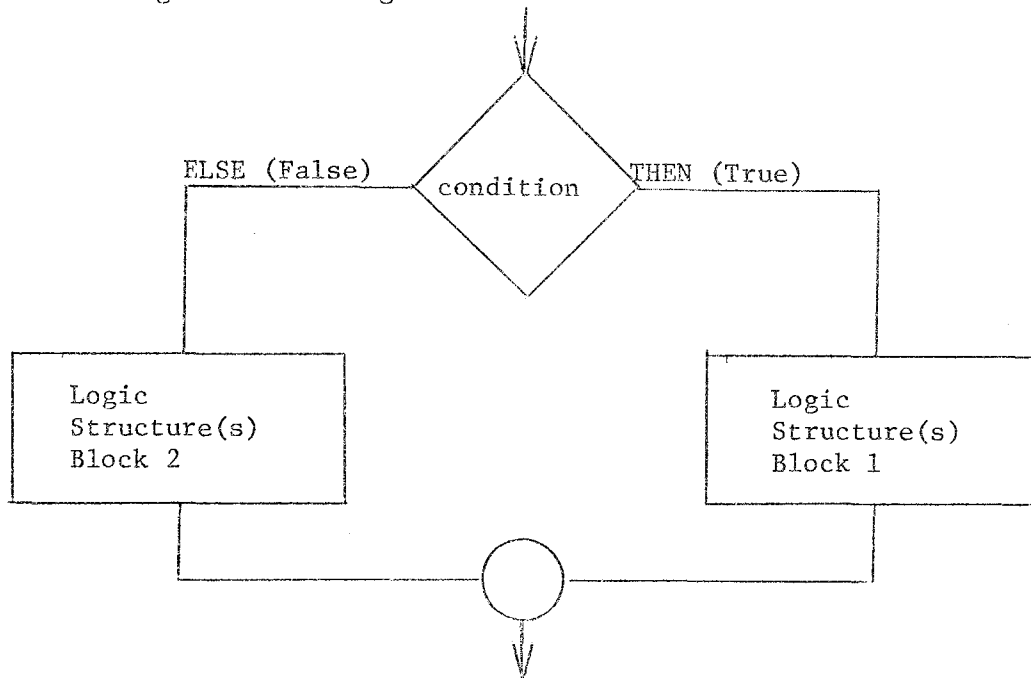 ELSE (False)
THEN (True)
condition
Logic
Structure(s)
Block 2
Logic
Structure(s)
Block 1